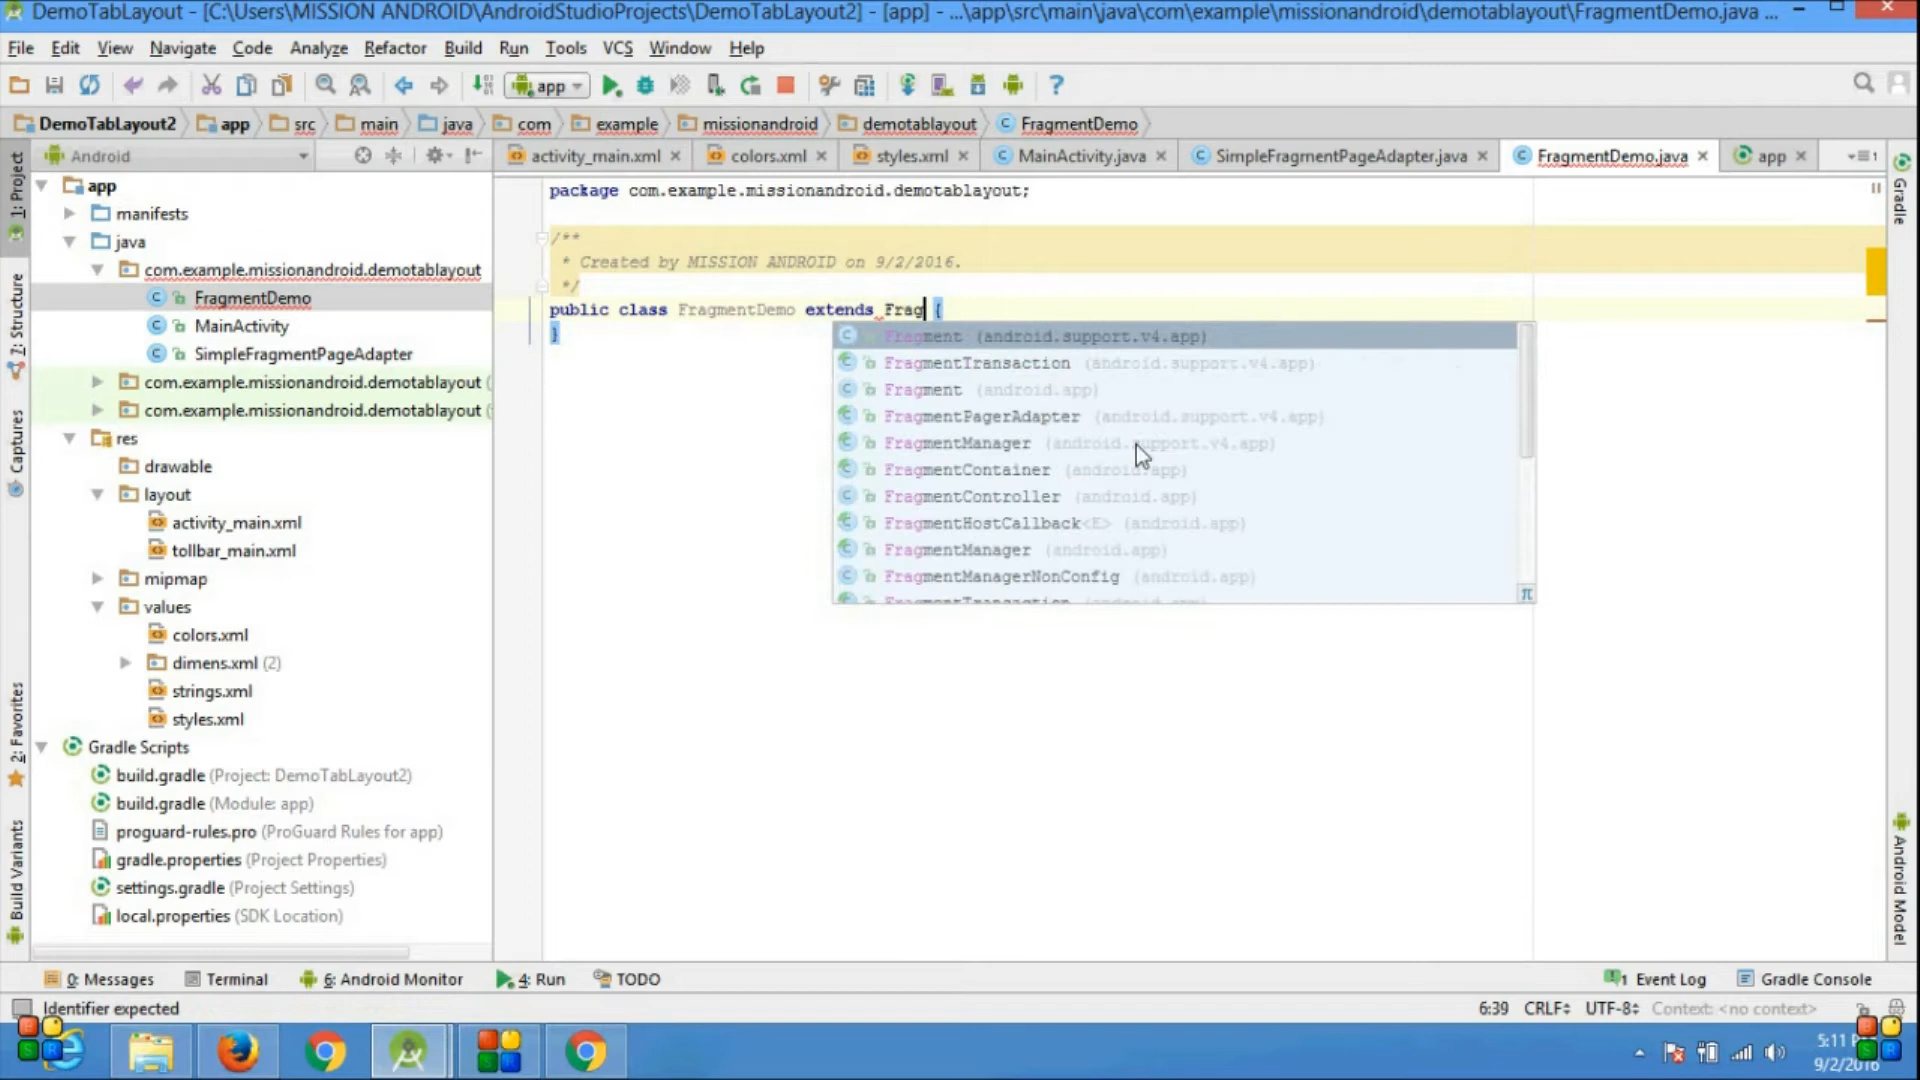 DemoTabLayout - [C:\Users\MISSION ANDROID\AndroidStudioProjects\DemoTabLayout2] - [app] - ...\app\src\main\java\com\example\missionandroid\demotablayout\FragmentDemo.java ...
File Edit View Navigate Code Analyze Refactor Build Run Tools VCS Window Help
app
DemoTabLayout2 app src main java com example missionandroid demotablayout FragmentDemo
Android
activity_main.xml colors.xml styles.xml MainActivity.java SimpleFragmentPageAdapter.java FragmentDemo.java app
1: Project
7: Structure
Captures
2: Favorites
Build Variants
app
manifests
java
com.example.missionandroid.demotablayout
FragmentDemo
MainActivity
SimpleFragmentPageAdapter
com.example.missionandroid.demotablayout (
com.example.missionandroid.demotablayout (
res
drawable
layout
activity_main.xml
tollbar_main.xml
mipmap
values
colors.xml
dimens.xml (2)
strings.xml
styles.xml
Gradle Scripts
build.gradle (Project: DemoTabLayout2)
build.gradle (Module: app)
proguard-rules.pro (ProGuard Rules for app)
gradle.properties (Project Properties)
settings.gradle (Project Settings)
local.properties (SDK Location)
package com.example.missionandroid.demotablayout;
/**
* Created by MISSION ANDROID on 9/2/2016.
*/
public class FragmentDemo extends Frag {
}
Fragment (android.support.v4.app)
FragmentTransaction (android.support.v4.app)
Fragment (android.app)
FragmentPagerAdapter (android.support.v4.app)
FragmentManager (android.support.v4.app)
FragmentContainer (android.app)
FragmentController (android.app)
FragmentHostCallback<E> (android.app)
FragmentManager (android.app)
FragmentManagerNonConfig (android.app)
FragmentTransaction (android.app)
π
Gradle
Android Model
0: Messages Terminal 6: Android Monitor 4: Run TODO 1 Event Log Gradle Console
Identifier expected 6:39 CRLF UTF-8 Context: <no context>
5:11
9/2/2016